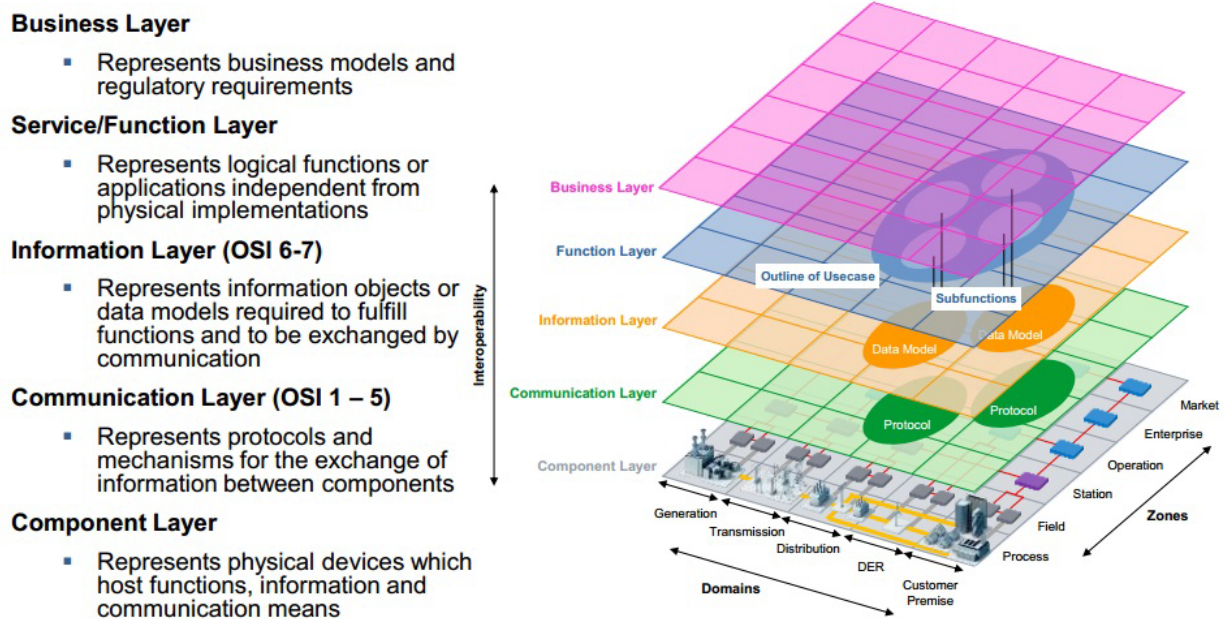 Business Layer
▪ Represents business models and
regulatory requirements
Service/Function Layer
▪ Represents logical functions or
applications independent from
physical implementations
Information Layer (OSI 6-7)
▪ Represents information objects or
data models required to fulfill
functions and to be exchanged by
communication
Communication Layer (OSI 1 – 5)
▪ Represents protocols and
mechanisms for the exchange of
information between components
Component Layer
▪ Represents physical devices which
host functions, information and
communication means
Interoperability
Business Layer
Function Layer
Outline of Usecase
Subfunctions
Information Layer
Data Model
Data Model
Communication Layer
Protocol
Protocol
Component Layer
Generation
Transmission
Distribution
DER
Customer
Premise
Domains
Market
Enterprise
Operation
Station
Field
Process
Zones